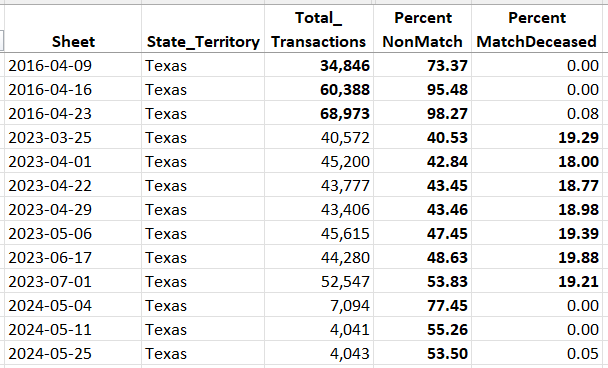 Total_ Percent Percent
Sheet State_Territory Transactions NonMatch MatchDeceased
2016-04-09 Texas 34,846 73.37 0.00
2016-04-16 Texas 60,388 95.48 0.00
2016-04-23 Texas 68,973 98.27 0.08
2023-03-25 Texas 40,572 40.53 19.29
2023-04-01 Texas 45,200 42.84 18.00
2023-04-22 Texas 43,777 43.45 18.77
2023-04-29 Texas 43,406 43.46 18.98
2023-05-06 Texas 45,615 47.45 19.39
2023-06-17 Texas 44,280 48.63 19.88
2023-07-01 Texas 52,547 53.83 19.21
2024-05-04 Texas 7,094 77.45 0.00
2024-05-11 Texas 4,041 55.26 0.00
2024-05-25 Texas 4,043 53.50 0.05